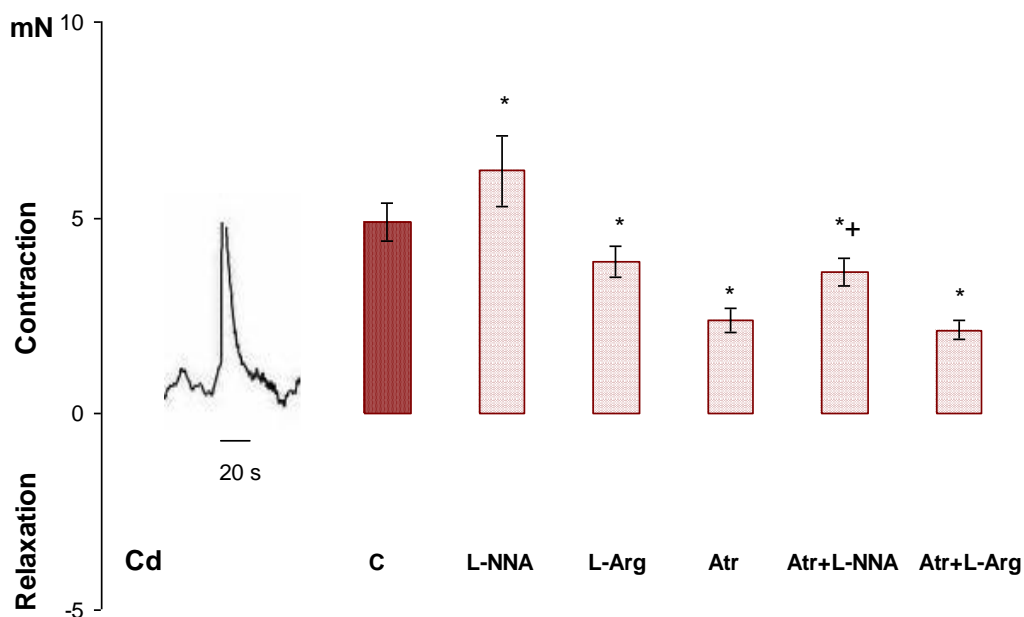 mN
10
5
0
-5
Contraction
Relaxation
*
*
*
*+
*
20 s
Cd
C
L-NNA
L-Arg
Atr
Atr+L-NNA
Atr+L-Arg